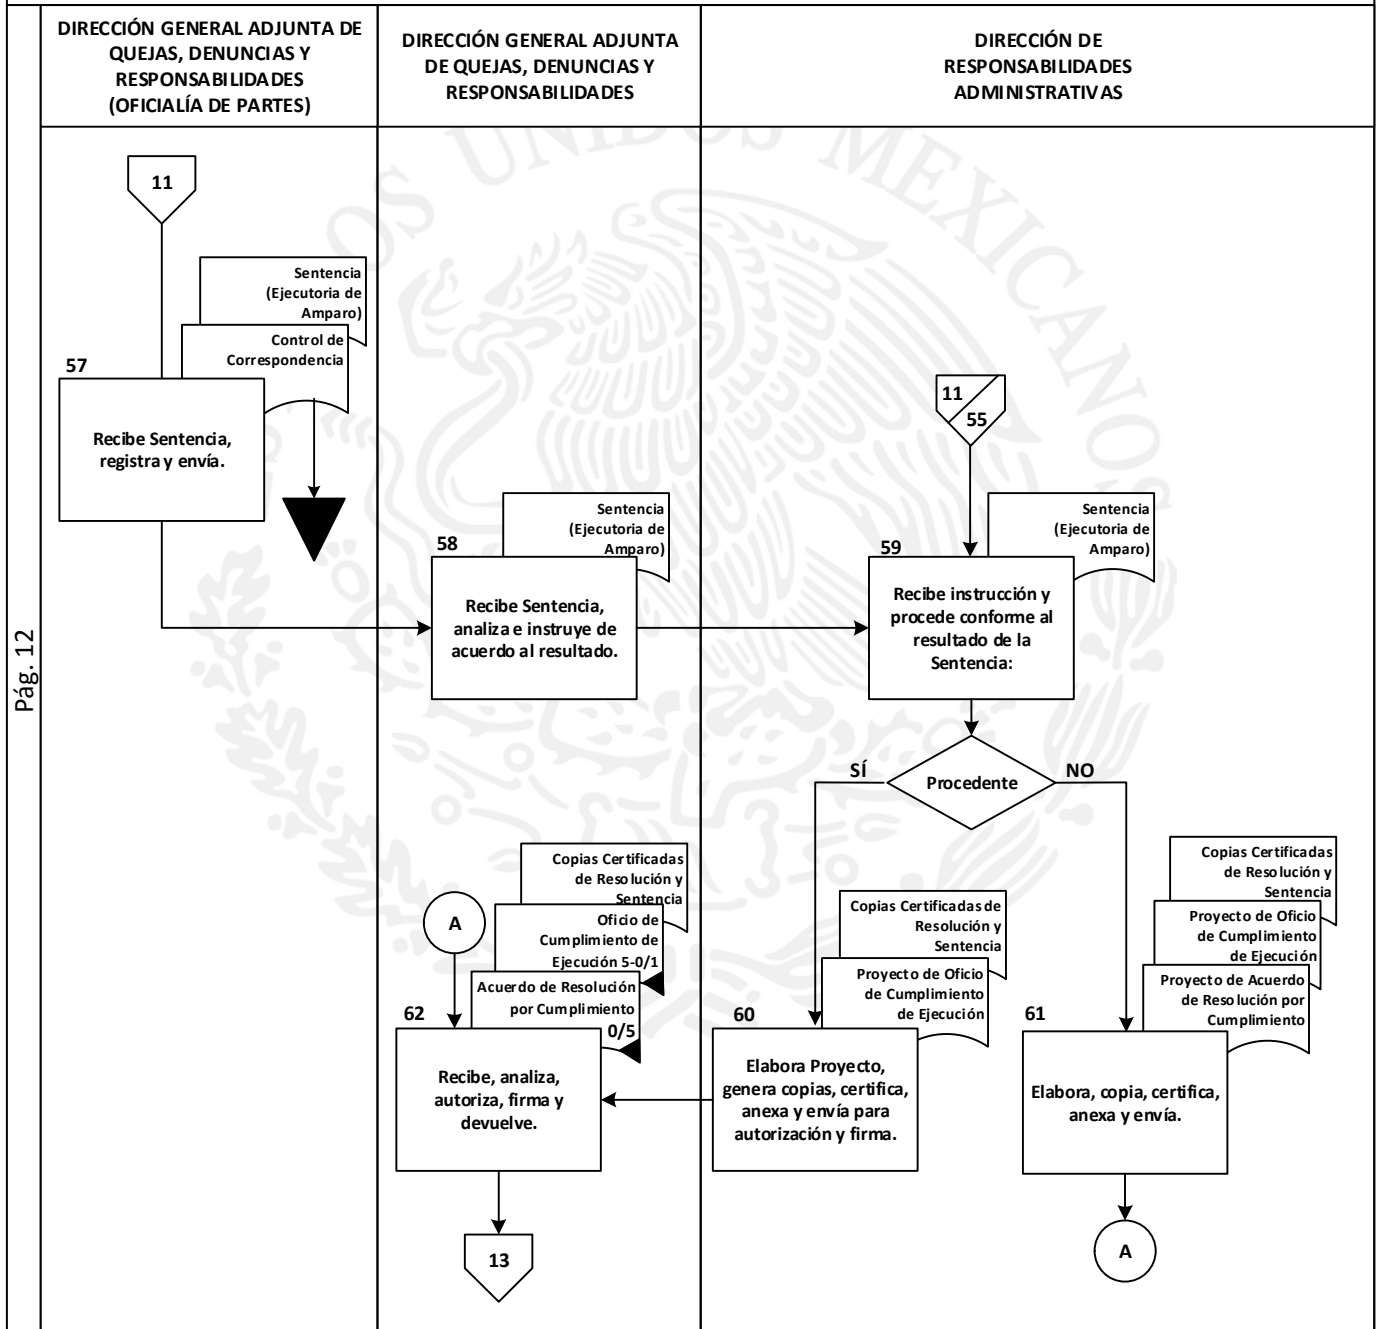 DIRECCIÓN GENERAL ADJUNTA DE
QUEJAS, DENUNCIAS Y
RESPONSABILIDADES
(OFICIALÍA DE PARTES)
DIRECCIÓN GENERAL ADJUNTA
DE QUEJAS, DENUNCIAS Y
RESPONSABILIDADES
DIRECCIÓN DE
RESPONSABILIDADES
ADMINISTRATIVAS
Pág. 12
OS UNIDOS MEXICANOS
11
Sentencia
(Ejecutoria de
Amparo)
Control de
Correspondencia
57
Recibe Sentencia,
registra y envía.
Sentencia
(Ejecutoria de
Amparo)
58
Recibe Sentencia,
analiza e instruye de
acuerdo al resultado.
11
55
Sentencia
(Ejecutoria de
Amparo)
59
Recibe instrucción y
procede conforme al
resultado de la
Sentencia:
Procedente
SÍ
NO
Copias Certificadas
de Resolución y
Sentencia
Oficio de
Cumplimiento de
Ejecución 5-0/1
Acuerdo de Resolución
por Cumplimiento
0/5
A
62
Recibe, analiza,
autoriza, firma y
devuelve.
13
Copias Certificadas de
Resolución y
Sentencia
Proyecto de Oficio
de Cumplimiento
de Ejecución
60
Elabora Proyecto,
genera copias, certifica,
anexa y envía para
autorización y firma.
Copias Certificadas
de Resolución y
Sentencia
Proyecto de Oficio
de Cumplimiento
de Ejecución
Proyecto de Acuerdo
de Resolución por
Cumplimiento
61
Elabora, copia, certifica,
anexa y envía.
A